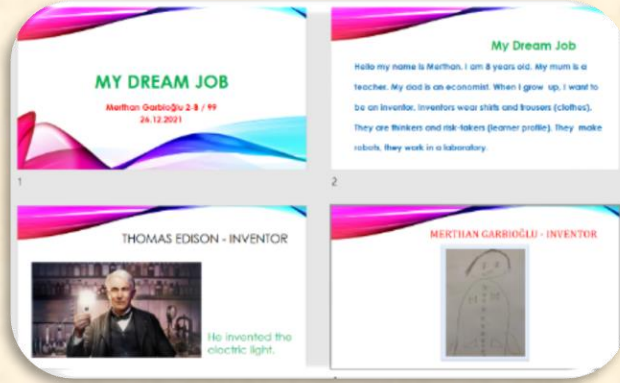 MY DREAM JOB
Merthan Garbioğlu 2-B / 99
26.12.2021
1
My Dream Job
Hello my name is Merthan. I am 8 years old. My mum is a
teacher. My dad is an economist. When I grow up, I want to
be an inventor. Inventors wear shirts and trousers (clothes).
They are thinkers and risk-takers (learner profile). They make
robots, they work in a laboratory.
2
THOMAS EDISON - INVENTOR
He invented the
electric light.
MERTHAN GARBIOĞLU - INVENTOR